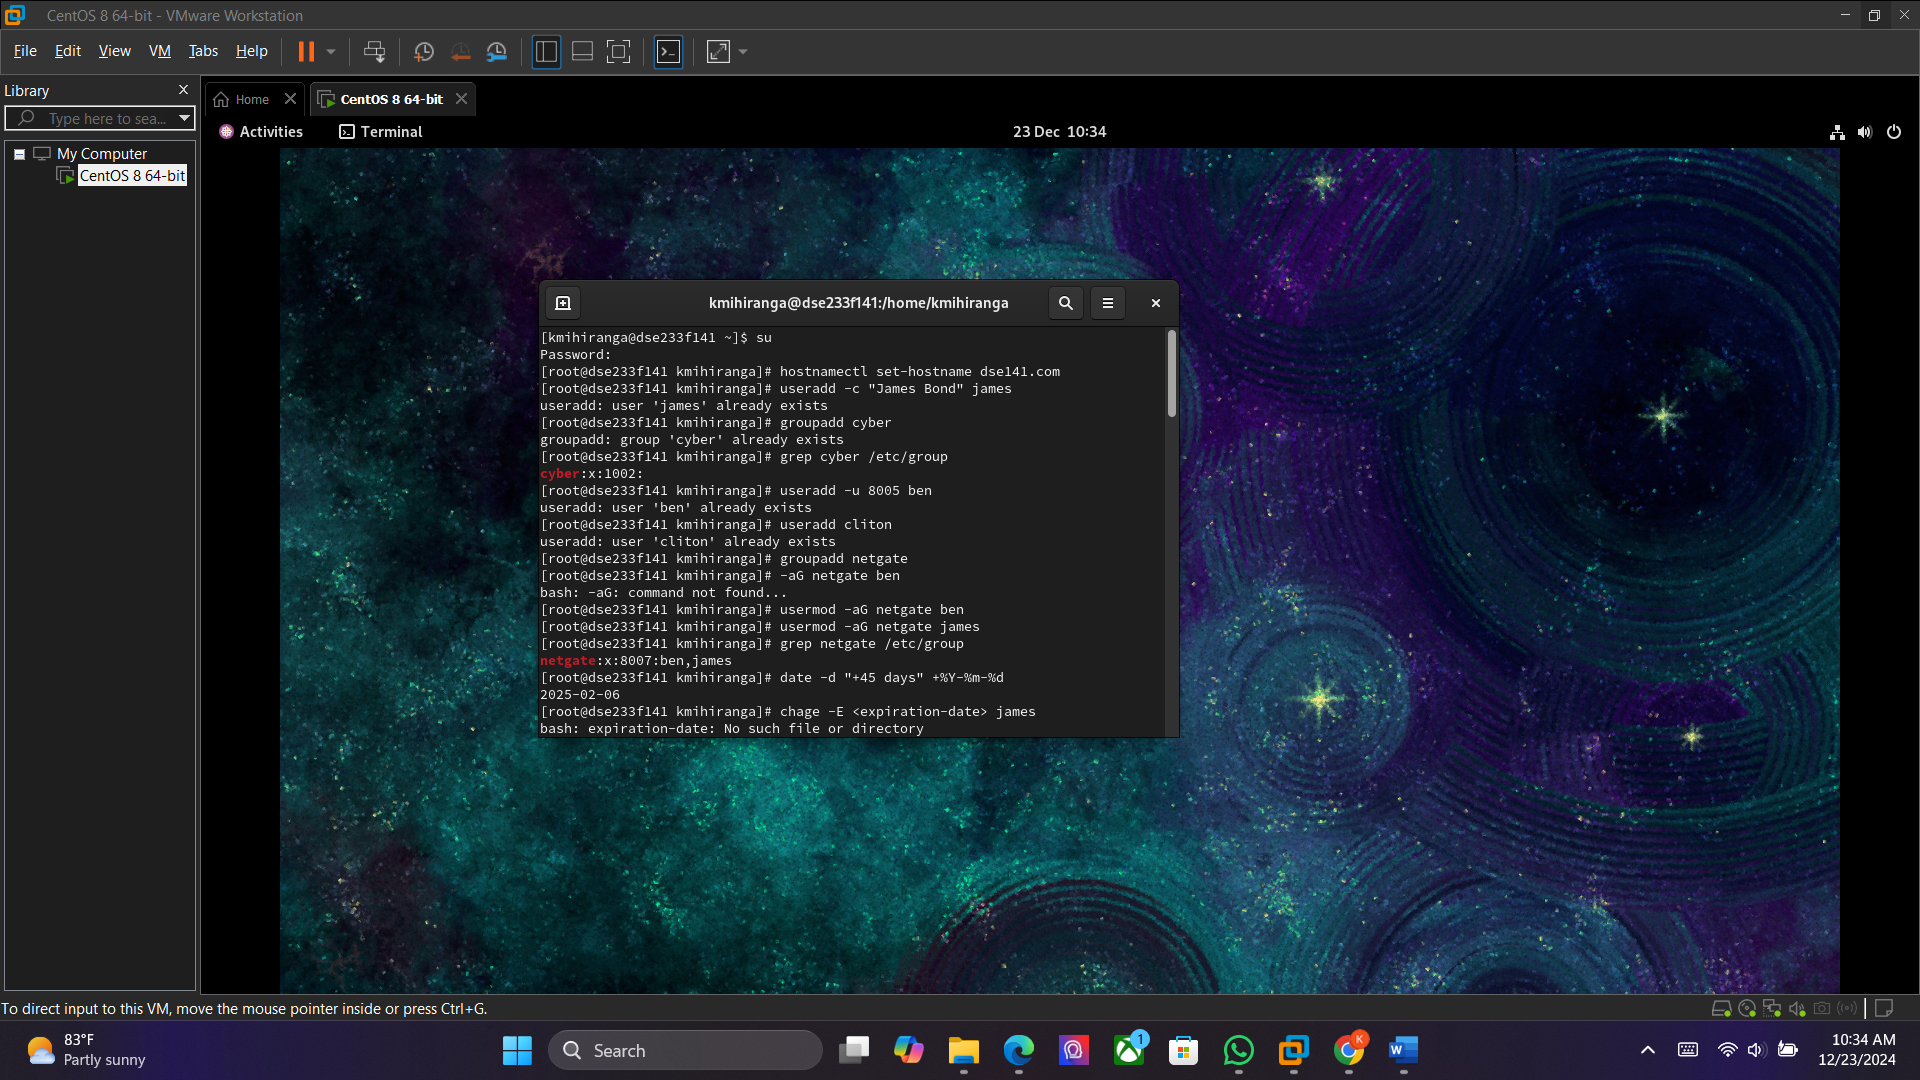 CentOS 8 64-bit - VMware Workstation
File Edit View VM Tabs Help
Library
Type here to sea...
My Computer
CentOS 8 64-bit
Home
CentOS 8 64-bit
Activities
Terminal
23 Dec 10:34
kmihiranga@dse233f141:/home/kmihiranga
[kmihiranga@dse233f141 ~]$ su
Password:
[root@dse233f141 kmihiranga]# hostnamectl set-hostname dse141.com
[root@dse233f141 kmihiranga]# useradd -c "James Bond" james
useradd: user 'james' already exists
[root@dse233f141 kmihiranga]# groupadd cyber
groupadd: group 'cyber' already exists
[root@dse233f141 kmihiranga]# grep cyber /etc/group
cyber:x:1002:
[root@dse233f141 kmihiranga]# useradd -u 8005 ben
useradd: user 'ben' already exists
[root@dse233f141 kmihiranga]# useradd cliton
useradd: user 'cliton' already exists
[root@dse233f141 kmihiranga]# groupadd netgate
[root@dse233f141 kmihiranga]# -aG netgate ben
bash: -aG: command not found...
[root@dse233f141 kmihiranga]# usermod -aG netgate ben
[root@dse233f141 kmihiranga]# usermod -aG netgate james
[root@dse233f141 kmihiranga]# grep netgate /etc/group
netgate:x:8007:ben,james
[root@dse233f141 kmihiranga]# date -d "+45 days" +%Y-%m-%d
2025-02-06
[root@dse233f141 kmihiranga]# chage -E <expiration-date> james
bash: expiration-date: No such file or directory
To direct input to this VM, move the mouse pointer inside or press Ctrl+G.
83°F
Partly sunny
Search
1
K
W
10:34 AM
12/23/2024